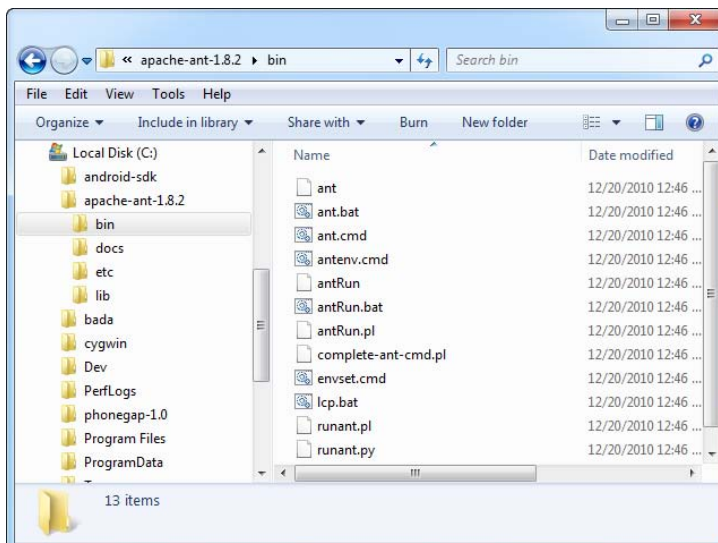 « apache-ant-1.8.2 ▸ bin
Search bin
File Edit View Tools Help
Organize Include in library Share with Burn New folder
Local Disk (C:)
android-sdk
apache-ant-1.8.2
bin
docs
etc
lib
bada
cygwin
Dev
PerfLogs
phonegap-1.0
Program Files
ProgramData
Name Date modified
ant 12/20/2010 12:46 ...
ant.bat 12/20/2010 12:46 ...
ant.cmd 12/20/2010 12:46 ...
antenv.cmd 12/20/2010 12:46 ...
antRun 12/20/2010 12:46 ...
antRun.bat 12/20/2010 12:46 ...
antRun.pl 12/20/2010 12:46 ...
complete-ant-cmd.pl 12/20/2010 12:46 ...
envset.cmd 12/20/2010 12:46 ...
lcp.bat 12/20/2010 12:46 ...
runant.pl 12/20/2010 12:46 ...
runant.py 12/20/2010 12:46 ...
13 items